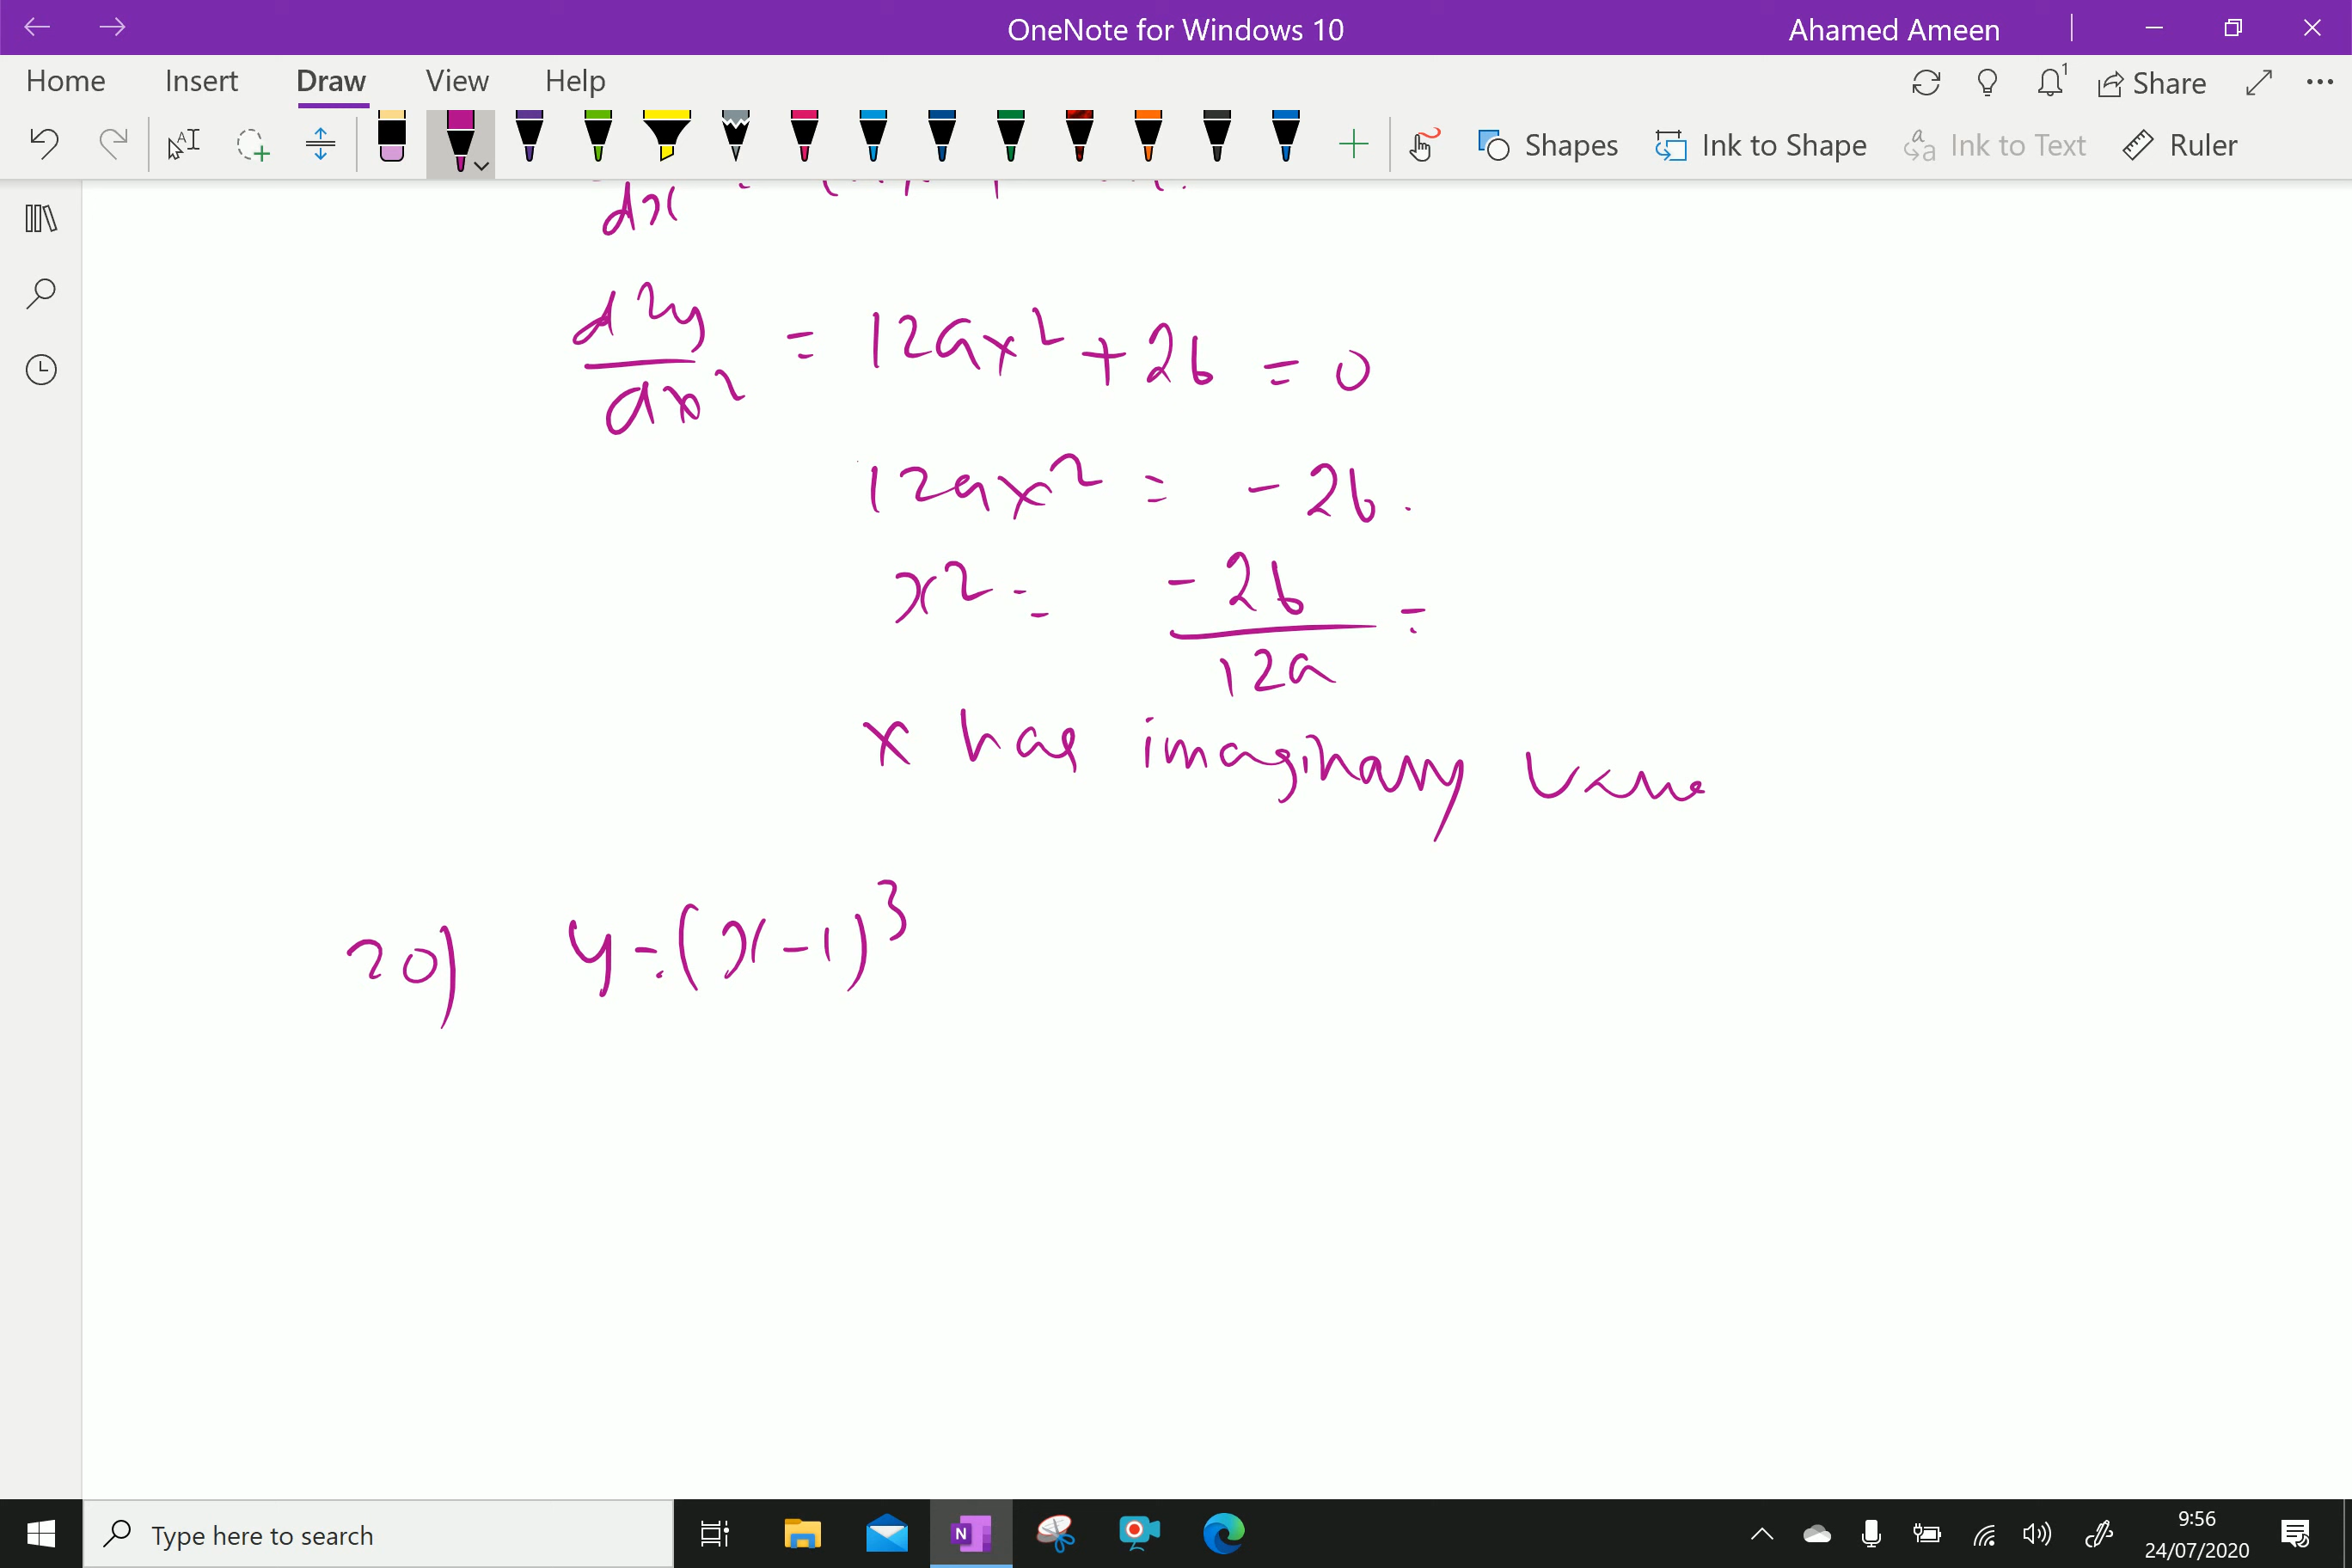 OneNote for Windows 10 Ahamed Ameen
Home Insert Draw View Help 1 Share
Shapes Ink to Shape Ink to Text Ruler
dx
d²y/dx² = 12ax² + 2b = 0
12ax² = -2b.
x² = -2b/12a =
x has imaginary value
20) y = (x-1)³
Type here to search
9:56
24/07/2020